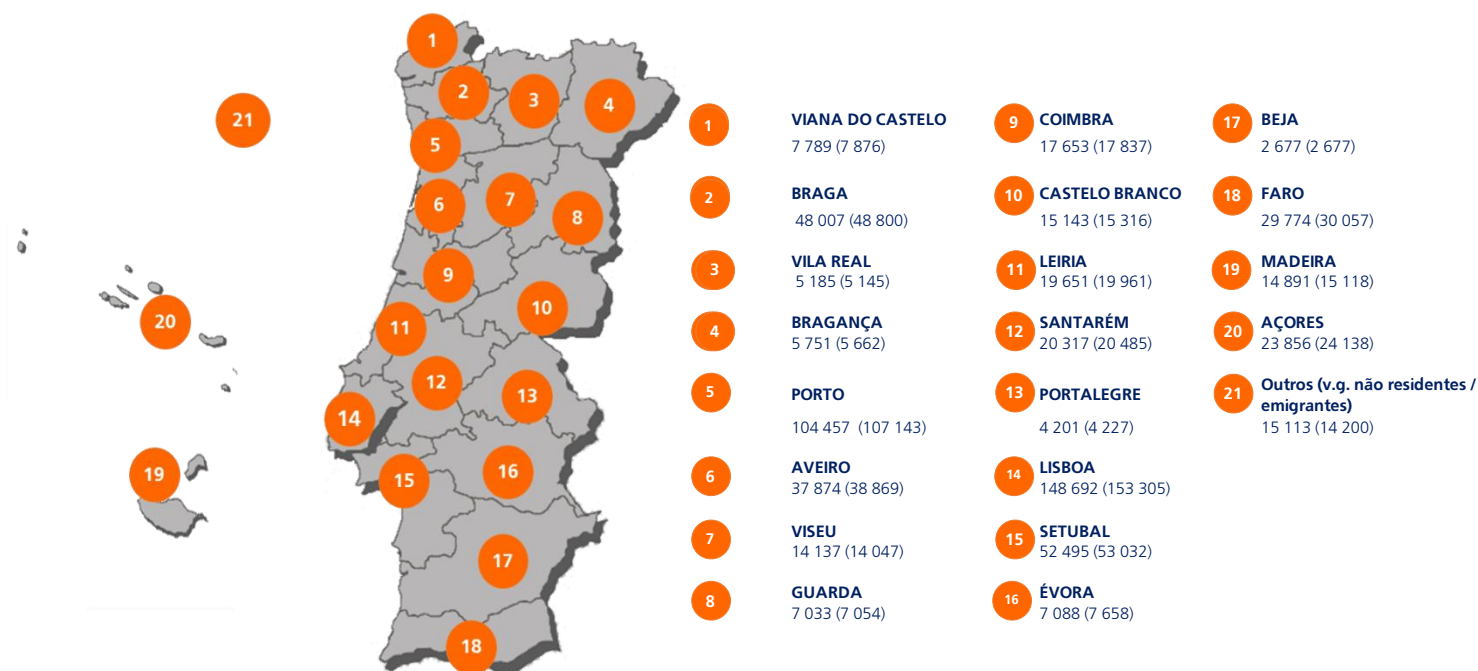 1
2
3
4
5
6
7
8
9
10
11
12
13
14
15
16
17
18
19
20
21
1
VIANA DO CASTELO
7 789 (7 876)
2
BRAGA
48 007 (48 800)
3
VILA REAL
5 185 (5 145)
4
BRAGANÇA
5 751 (5 662)
5
PORTO
104 457 (107 143)
6
AVEIRO
37 874 (38 869)
7
VISEU
14 137 (14 047)
8
GUARDA
7 033 (7 054)
9
COIMBRA
17 653 (17 837)
10
CASTELO BRANCO
15 143 (15 316)
11
LEIRIA
19 651 (19 961)
12
SANTARÉM
20 317 (20 485)
13
PORTALEGRE
4 201 (4 227)
14
LISBOA
148 692 (153 305)
15
SETUBAL
52 495 (53 032)
16
ÉVORA
7 088 (7 658)
17
BEJA
2 677 (2 677)
18
FARO
29 774 (30 057)
19
MADEIRA
14 891 (15 118)
20
AÇORES
23 856 (24 138)
21
Outros (v.g. não residentes /
emigrantes)
15 113 (14 200)